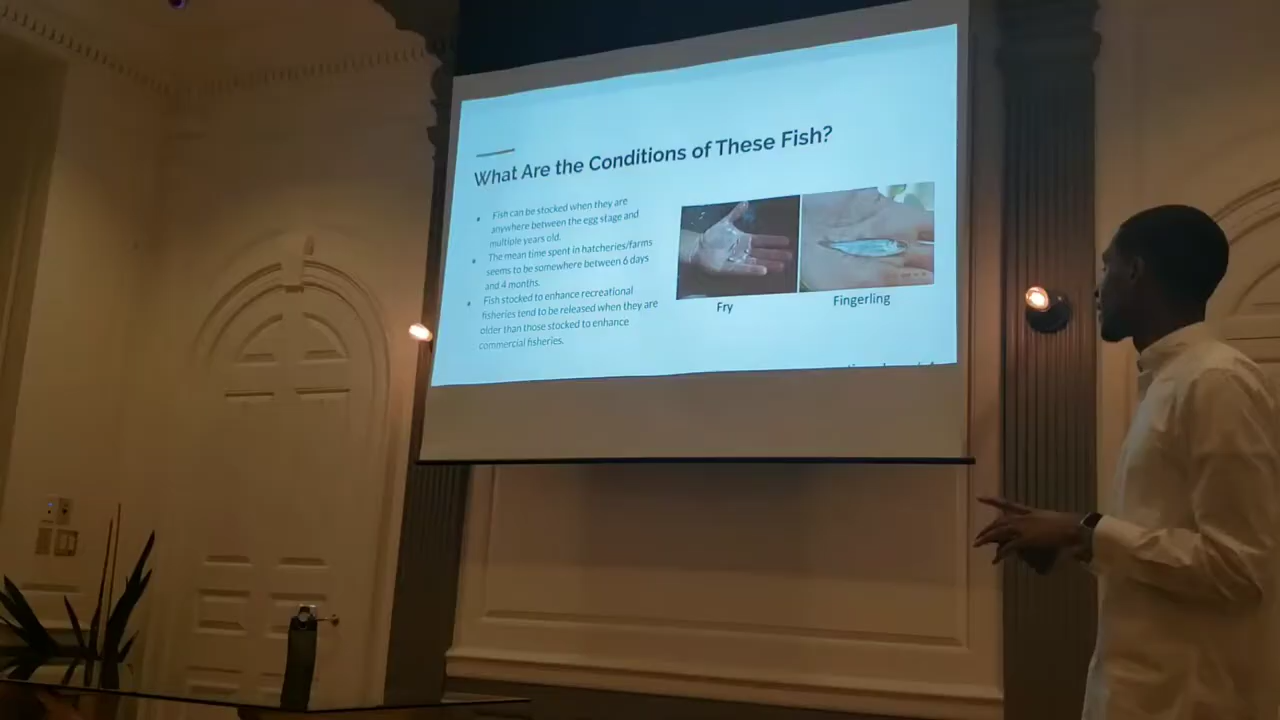 What Are the Conditions of These Fish?
Fish can be stocked when they are
anywhere between the egg stage and
multiple years old.
The mean time spent in hatcheries/farms
seems to be somewhere between 6 days
and 4 months.
Fish stocked to enhance recreational
fisheries tend to be released when they are
older than those stocked to enhance
commercial fisheries.
Fry
Fingerling